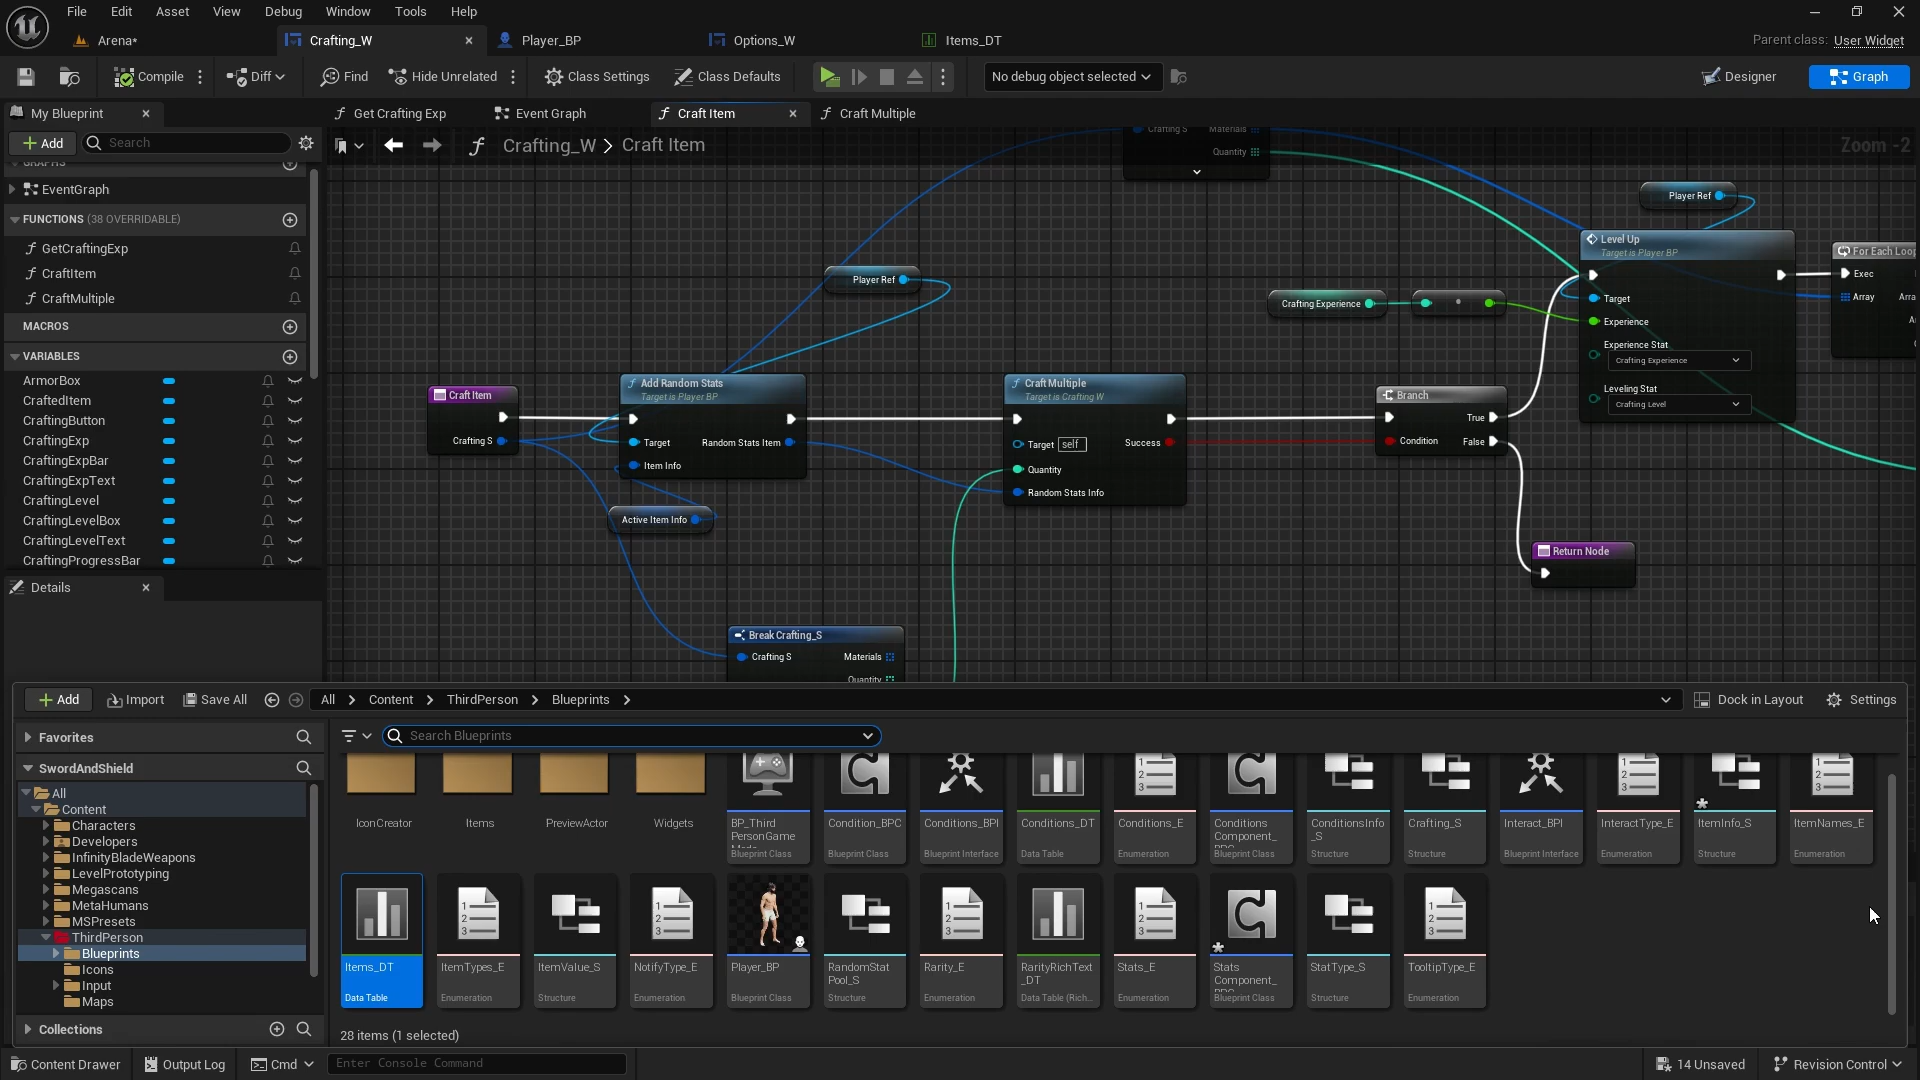 File Edit Asset View Debug Window Tools Help
Arena* Crafting_W Player_BP Options_W Items_DT Parent class: User Widget
Compile Diff Find Hide Unrelated Class Settings Class Defaults No debug object selected Designer Graph
My Blueprint Get Crafting Exp Event Graph Craft Item Craft Multiple
Add Search Crafting_W Craft Item Zoom -2
GRAPHS
EventGraph
FUNCTIONS (38 OVERRIDABLE)
GetCraftingExp
CraftItem
CraftMultiple
MACROS
VARIABLES
ArmorBox
CraftedItem
CraftingButton
CraftingExp
CraftingExpBar
CraftingExpText
CraftingLevel
CraftingLevelBox
CraftingLevelText
CraftingProgressBar
Details
Crafting S Materials
Quantity
Player Ref
Level Up
Target is Player BP
Target
Experience
Experience Stat
Crafting Experience
Leveling Stat
Crafting Level
For Each Loop
Exec
Array
Player Ref
Crafting Experience
Craft Item
Crafting S
Add Random Stats
Target is Player BP
Target Random Stats Item
Item Info
Active Item Info
Craft Multiple
Target is Crafting W
Target self Success
Quantity
Random Stats Info
Branch
True
Condition False
Return Node
Break Crafting_S
Crafting S Materials
Quantity
Add Import Save All All Content ThirdPerson Blueprints Dock in Layout Settings
Favorites
SwordAndShield
All
Content
Characters
Developers
InfinityBladeWeapons
LevelPrototyping
Megascans
MetaHumans
MSPresets
ThirdPerson
Blueprints
Icons
Input
Maps
Collections
Search Blueprints
IconCreator
Items
PreviewActor
Widgets
BP_Third
PersonGame
Blueprint Class
Condition_BPC
Blueprint Class
Conditions_BPI
Blueprint Interface
Conditions_DT
Data Table
Conditions_E
Enumeration
Conditions
Component_
Blueprint Class
ConditionsInfo
_S
Structure
Crafting_S
Structure
Interact_BPI
Blueprint Interface
InteractType_E
Enumeration
ItemInfo_S
Structure
ItemNames_E
Enumeration
Items_DT
Data Table
ItemTypes_E
Enumeration
ItemValue_S
Structure
NotifyType_E
Enumeration
Player_BP
Blueprint Class
RandomStat
Pool_S
Structure
Rarity_E
Enumeration
RarityRichText
_DT
Data Table (Rich...
Stats_E
Enumeration
Stats
Component_
Blueprint Class
StatType_S
Structure
TooltipType_E
Enumeration
28 items (1 selected)
Content Drawer Output Log Cmd Enter Console Command 14 Unsaved Revision Control